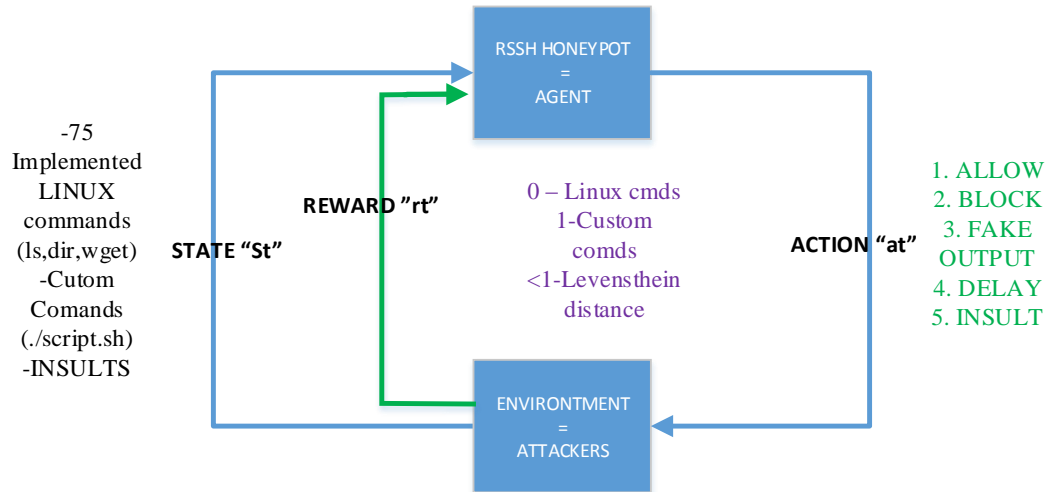 RSSH HONEYPOT
=
AGENT
-75
Implemented
LINUX
commands
(ls,dir,wget)
-Cutom
Comands
(./script.sh)
-INSULTS
STATE “St”
REWARD ”rt”
0 – Linux cmds
1-Custom
comds
<1-Levensthein
distance
ACTION “at”
1. ALLOW
2. BLOCK
3. FAKE
OUTPUT
4. DELAY
5. INSULT
ENVIRONTMENT
=
ATTACKERS